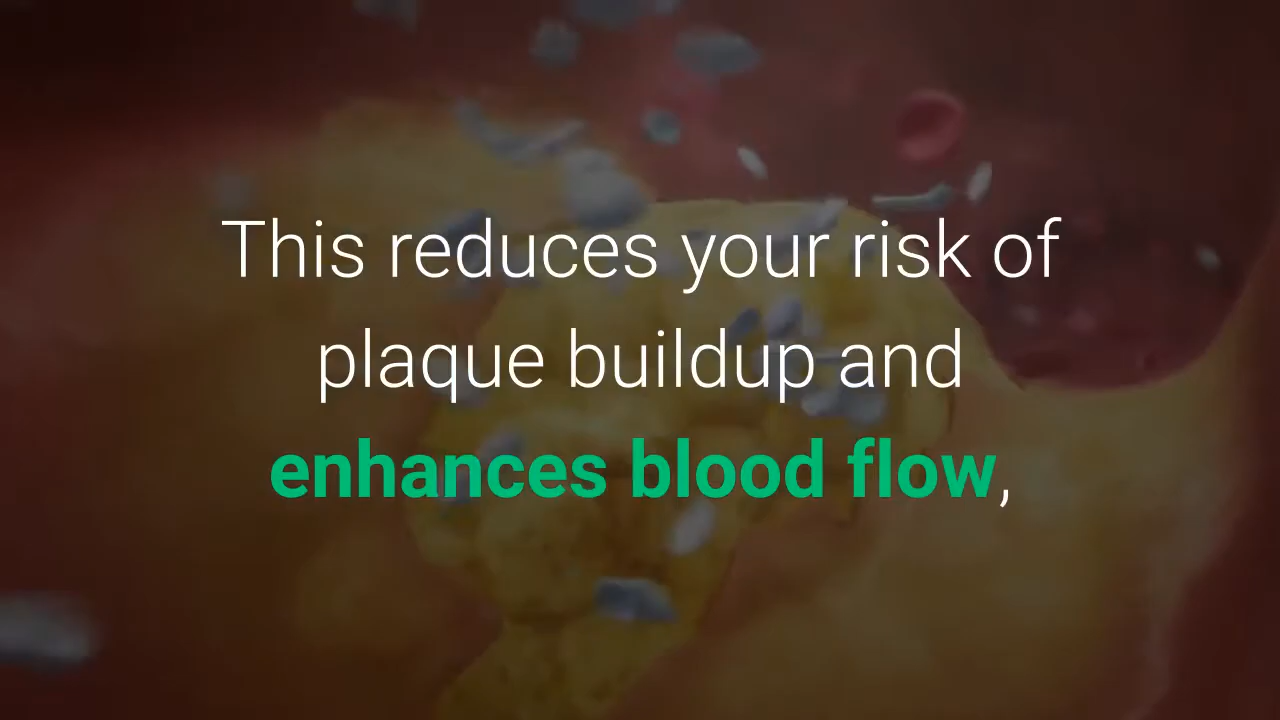 This reduces your risk of
plaque buildup and
enhances blood flow,